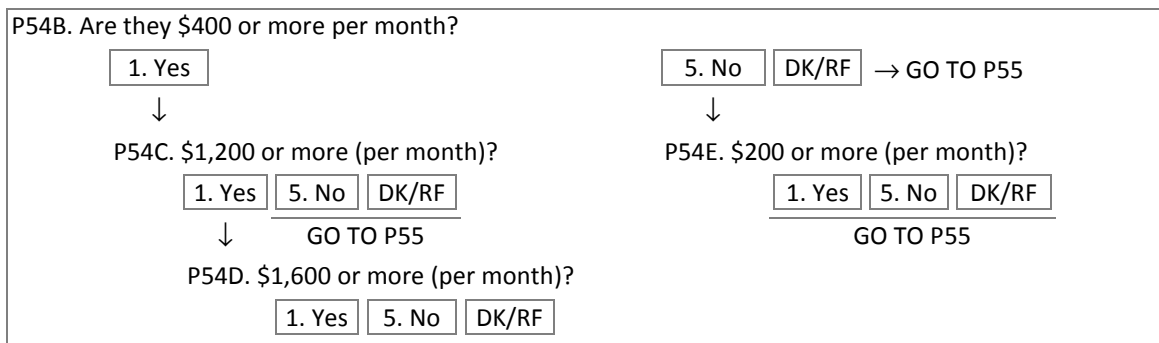 P54B. Are they $400 or more per month?
1. Yes 5. No DK/RF → GO TO P55
↓ ↓
P54C. $1,200 or more (per month)? P54E. $200 or more (per month)?
1. Yes 5. No DK/RF 1. Yes 5. No DK/RF
↓ GO TO P55 GO TO P55
P54D. $1,600 or more (per month)?
1. Yes 5. No DK/RF